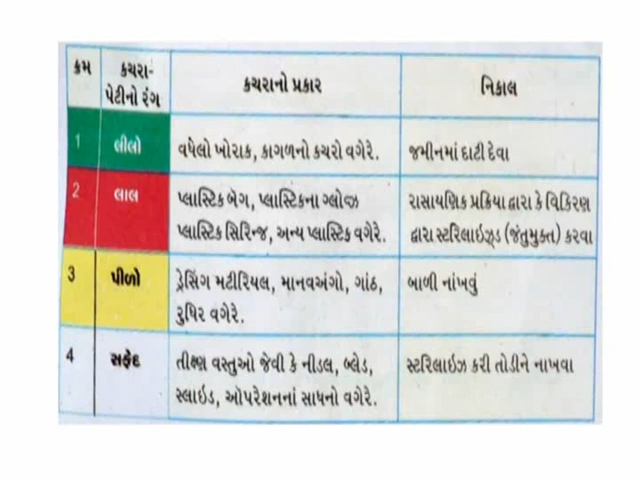 ક્રમ કચરા- કચરાનો પ્રકાર નિકાલ
પેટીનો રંગ
1 લીલો વધેલો ખોરાક, કાગળનો કચરો વગેરે. જમીનમાં દાટી દેવા
2 લાલ પ્લાસ્ટિક બૅગ, પ્લાસ્ટિકના ગ્લોવ્ઝ રાસાયણિક પ્રક્રિયા દ્વારા કે વિકિરણ
પ્લાસ્ટિક સિરિન્જ, અન્ય પ્લાસ્ટિક વગેરે. દ્વારા સ્ટરિલાઇઝ્ડ (જંતુમુક્ત) કરવા
3 પીળો ડ્રેસિંગ મટીરિયલ, માનવઅંગો, ગાંઠ, બાળી નાંખવું
રુધિર વગેરે.
4 સફેદ તીક્ષ્ણ વસ્તુઓ જેવી કે નીડલ, બ્લેડ, સ્ટરિલાઇઝ કરી તોડીને નાખવા
સ્લાઇડ, ઑપરેશનનાં સાધનો વગેરે.